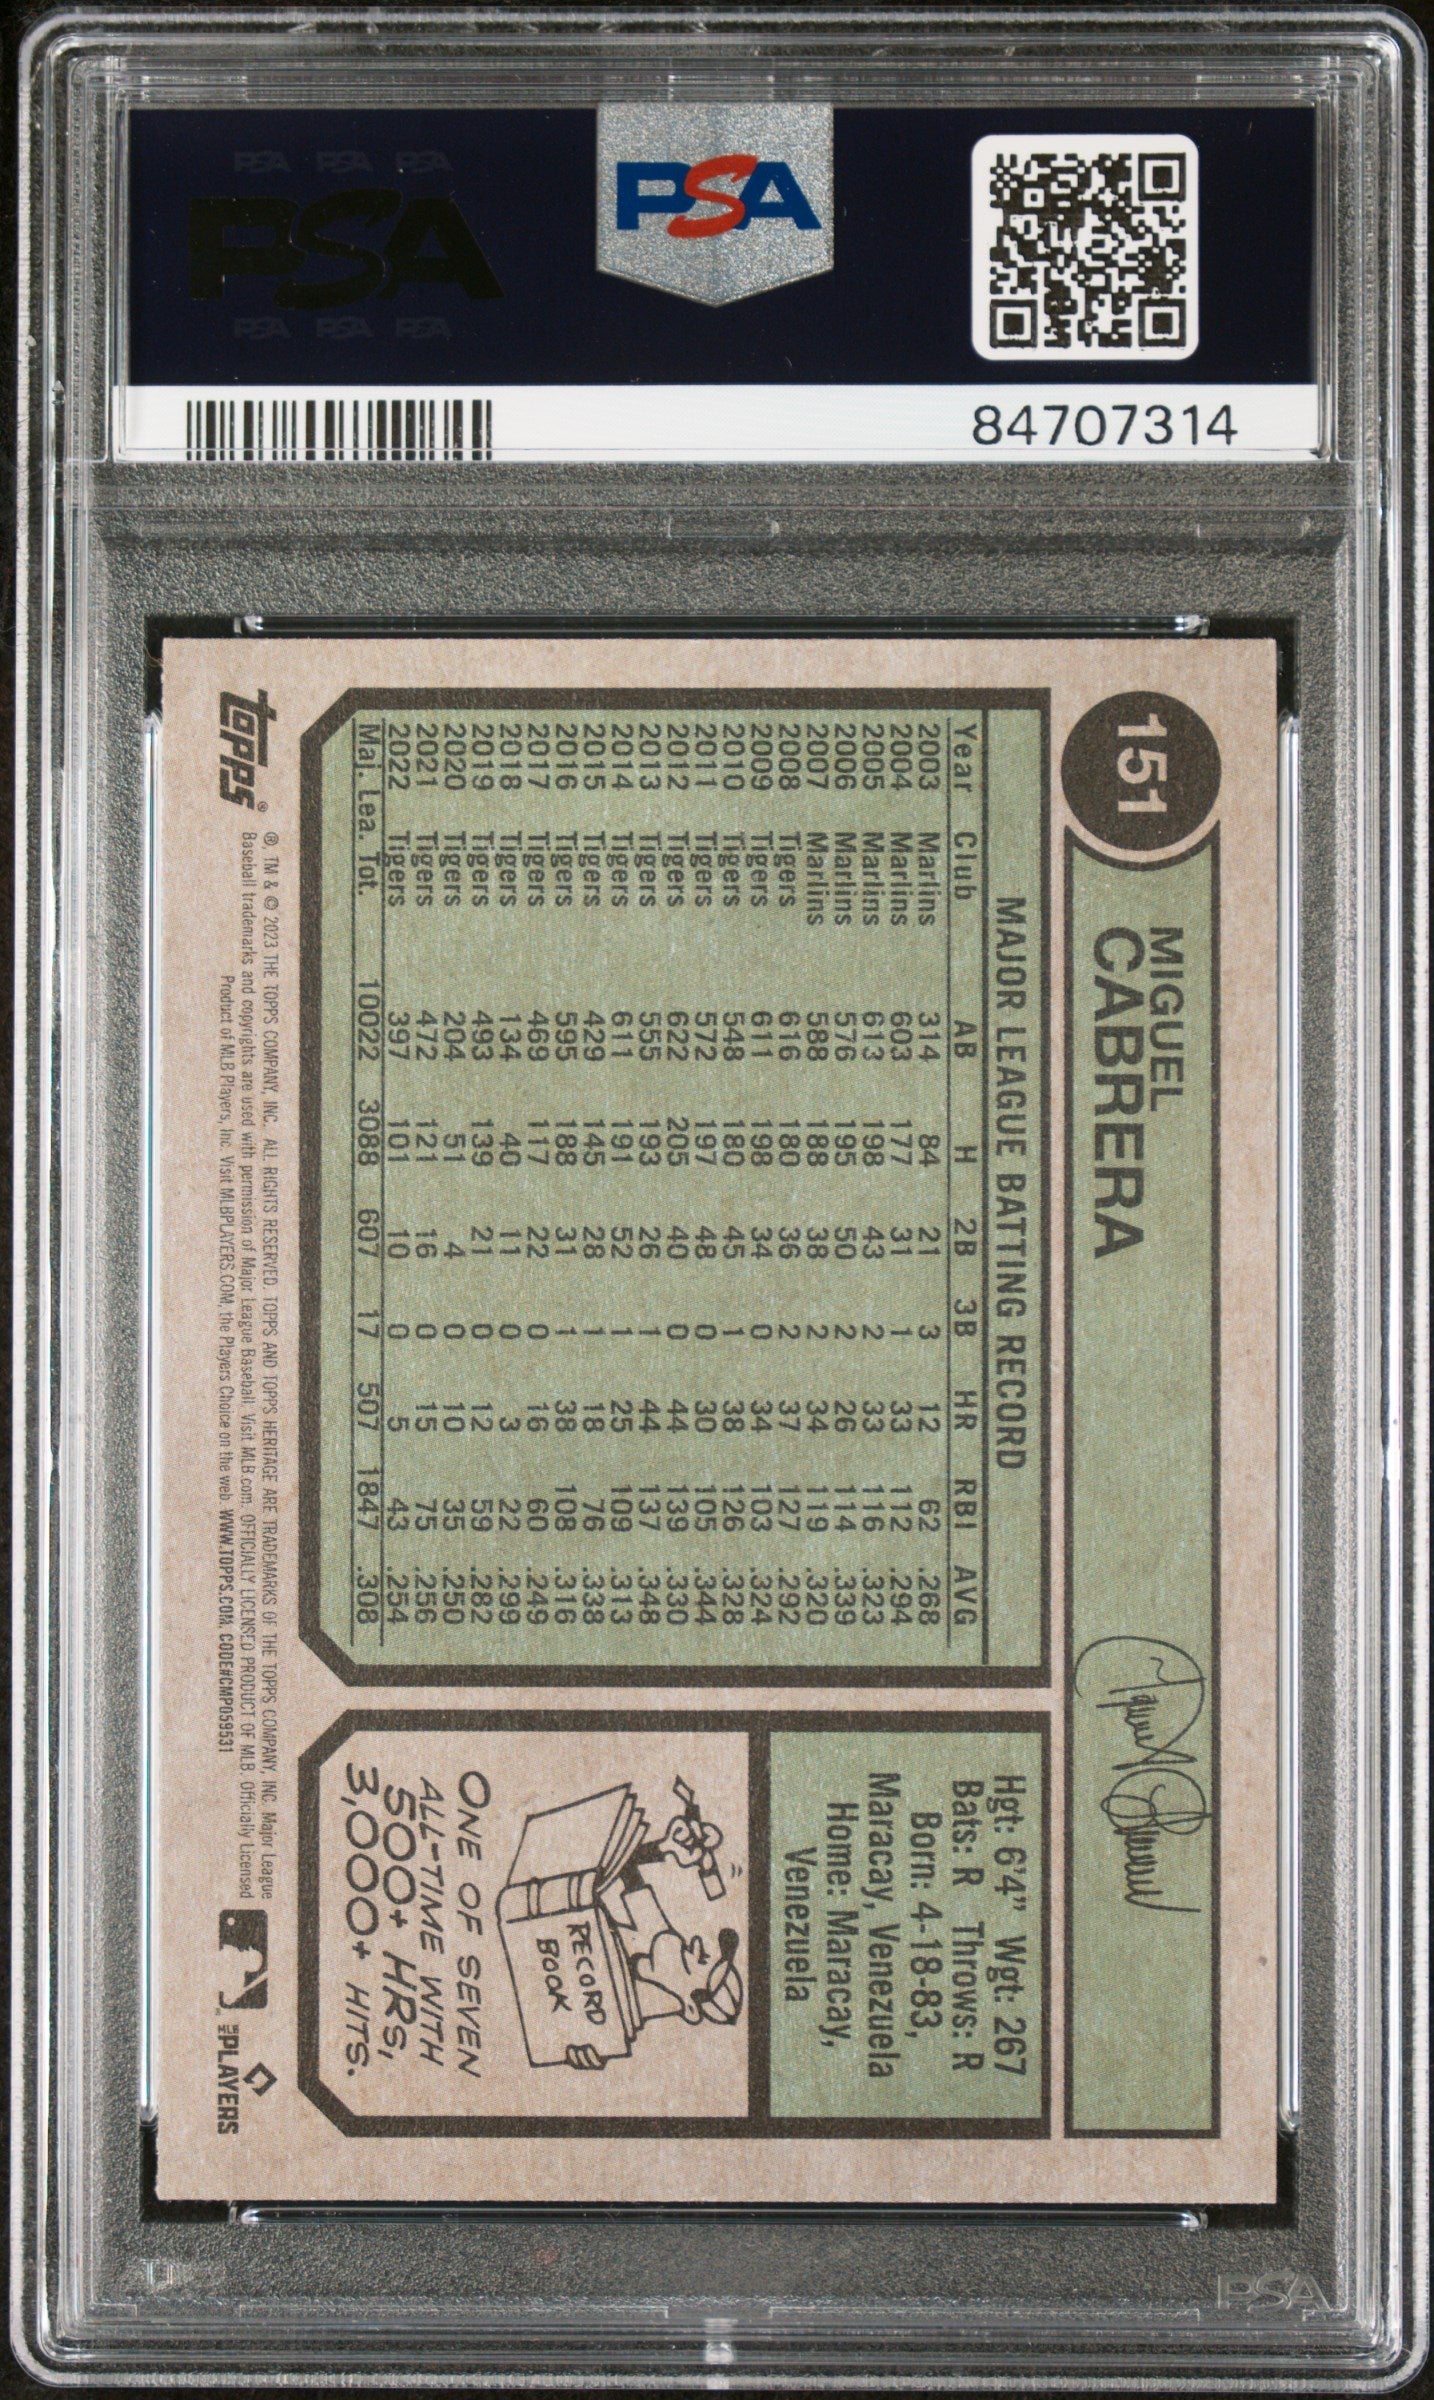 PSA PSA PSA
PSA
PSA PSA PSA
PSA
84707314
151
MIGUEL
CABRERA
MAJOR LEAGUE BATTING RECORD
Year Club AB H 2B 3B HR RBI AVG
2003 Marlins 314 84 21 3 12 62 .268
2004 Marlins 603 177 31 1 33 112 .294
2005 Marlins 613 198 43 2 33 116 .323
2006 Marlins 576 195 50 2 26 114 .339
2007 Marlins 588 188 38 2 34 119 .320
2008 Tigers 616 180 36 2 37 127 .292
2009 Tigers 611 198 34 0 34 103 .324
2010 Tigers 548 180 45 1 38 126 .328
2011 Tigers 572 197 48 0 30 105 .344
2012 Tigers 622 205 40 0 44 139 .330
2013 Tigers 555 193 26 1 44 137 .348
2014 Tigers 611 191 52 1 25 109 .313
2015 Tigers 429 145 28 1 18 76 .338
2016 Tigers 595 188 31 1 38 108 .316
2017 Tigers 469 117 22 0 16 60 .249
2018 Tigers 134 40 11 0 3 22 .299
2019 Tigers 493 139 21 0 12 59 .282
2020 Tigers 204 51 4 0 10 35 .250
2021 Tigers 472 121 16 0 15 75 .256
2022 Tigers 397 101 10 0 5 43 .254
Maj. Lea. Tot. 10022 3088 607 17 507 1847 .308
Hgt: 6'4" Wgt: 267
Bats: R Throws: R
Born: 4-18-83,
Maracay, Venezuela
Home: Maracay,
Venezuela
RECORD
BOOK
ONE OF SEVEN
ALL-TIME WITH
500+ HRS,
3,000+ HITS.
topps®
®, TM & © 2023 THE TOPPS COMPANY, INC. ALL RIGHTS RESERVED. TOPPS AND TOPPS HERITAGE ARE TRADEMARKS OF THE TOPPS COMPANY, INC. Major League
Baseball trademarks and copyrights are used with permission of Major League Baseball. Visit MLB.com. OFFICIALLY LICENSED PRODUCT OF MLB. Officially Licensed
Product of MLB Players, Inc. Visit MLBPLAYERS.COM, the Players Choice on the web. WWW.TOPPS.COM. CODE#CMP059531
MLB PLAYERS
PSA